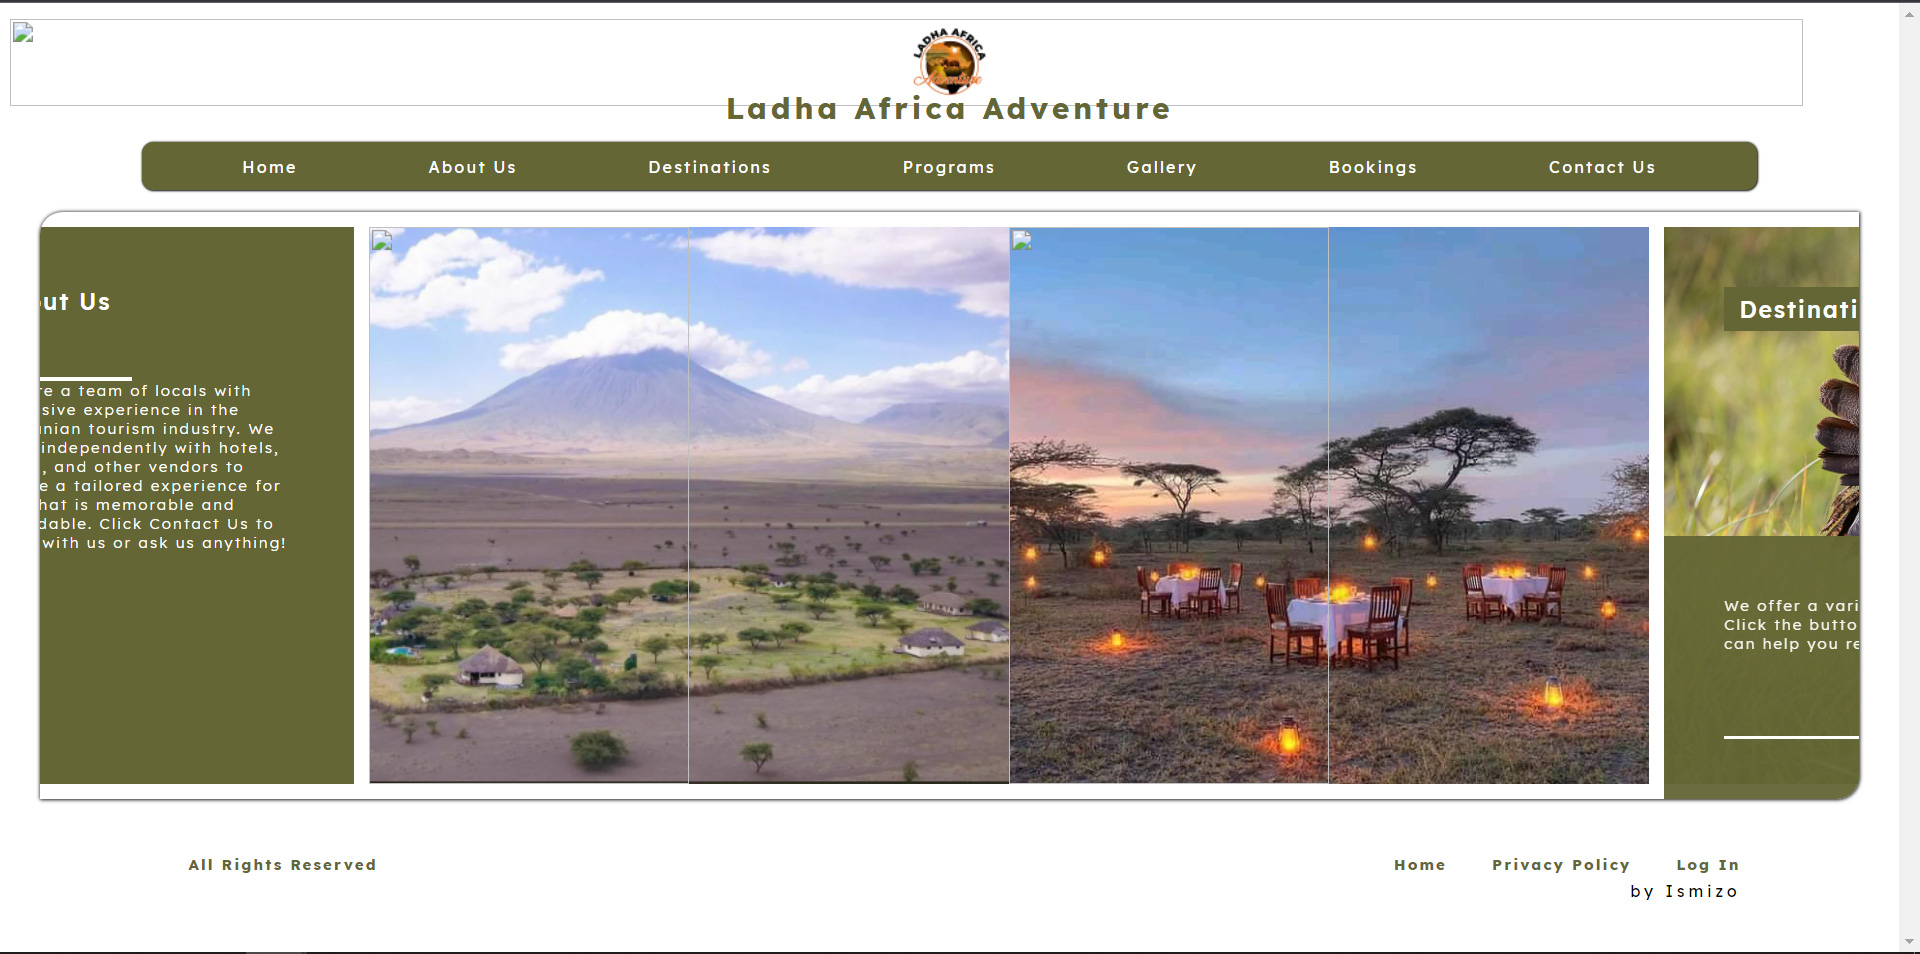 LADHA AFRICA
Adventure
Ladha Africa Adventure
Home About Us Destinations Programs Gallery Bookings Contact Us
ut Us
re a team of locals with
sive experience in the
nian tourism industry. We
independently with hotels,
, and other vendors to
e a tailored experience for
hat is memorable and
dable. Click Contact Us to
with us or ask us anything!
Destinati
We offer a vari
Click the butto
can help you re
All Rights Reserved
Home Privacy Policy Log In
by Ismizo